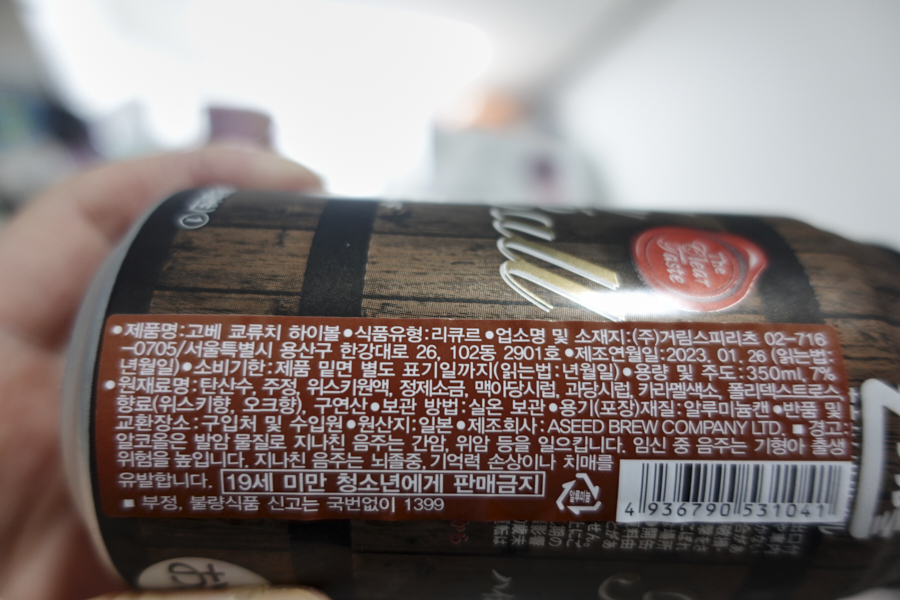 The
Near
Taste
•제품명:고베 쿄류치 하이볼•식품유형:리큐르•업소명 및 소재지:(주)거림스피리츠 02-716
-0705/서울특별시 용산구 한강대로 26, 102동 2901호•제조연월일:2023. 01. 26 (읽는법:
년월일)•소비기한:제품 밑면 별도 표기일까지(읽는법:년월일)•용량 및 주도:350ml, 7%
•원재료명:탄산수, 주정, 위스키원액, 정제소금, 맥아당시럽, 과당시럽, 카라멜색소, 폴리덱스트로스,
향료(위스키향, 오크향), 구연산•보관 방법:실온 보관•용기(포장)재질:알루미늄캔•반품 및
교환장소:구입처 및 수입원•원산지:일본•제조회사:ASEED BREW COMPANY LTD. ■경고:
알코올은 발암 물질로 지나친 음주는 간암, 위암 등을 일으킵니다. 임신 중 음주는 기형아 출생
위험을 높입니다. 지나친 음주는 뇌졸중, 기억력 손상이나 치매를
유발합니다. 19세 미만 청소년에게 판매금지
■ 부정, 불량식품 신고는 국번없이 1399
알루미늄
4 936790 531041
お